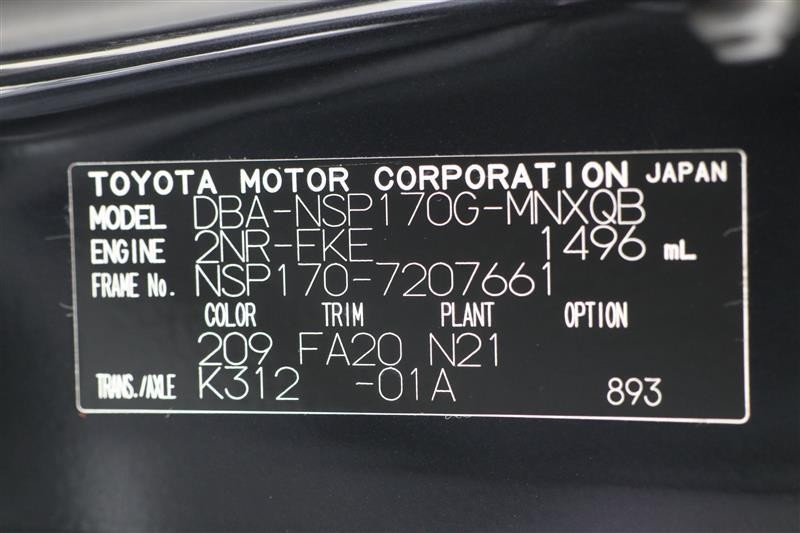 TOYOTA MOTOR CORPORATION JAPAN
MODEL DBA-NSP170G-MNXQB
ENGINE 2NR-FKE 1496 mL
FRAME No. NSP170-7207661
COLOR TRIM PLANT OPTION
209 FA20 N21
TRANS./AXLE K312 -01A 893